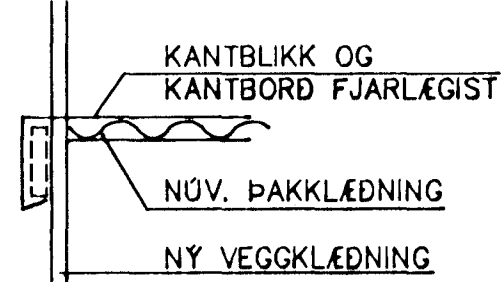 KANTBLIKK OG
KANTBORÐ FJARLÆGIST
NÚV. ÞAKKLÆÐNING
NÝ VEGGKLÆÐNING